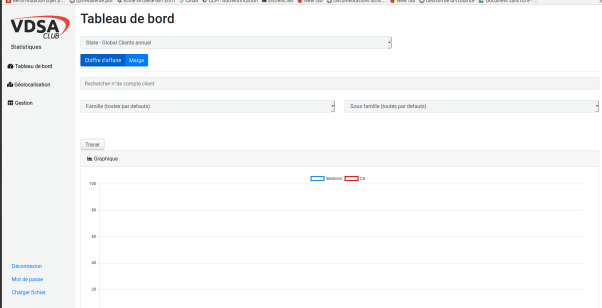 VDSA
CLUB
Statistiques
Tableau de bord
Géolocalisation
Gestion
Déconnexion
Mot de passe
Charger fichier
Tableau de bord
State - Global Clients annuel
Chiffre d'affaire Marge
Rechercher n°de compte client
Famille (toutes par defauts) Sous famille (toutes par defauts)
Tracer
Graphique
Sessions CA
100
80
60
40
20